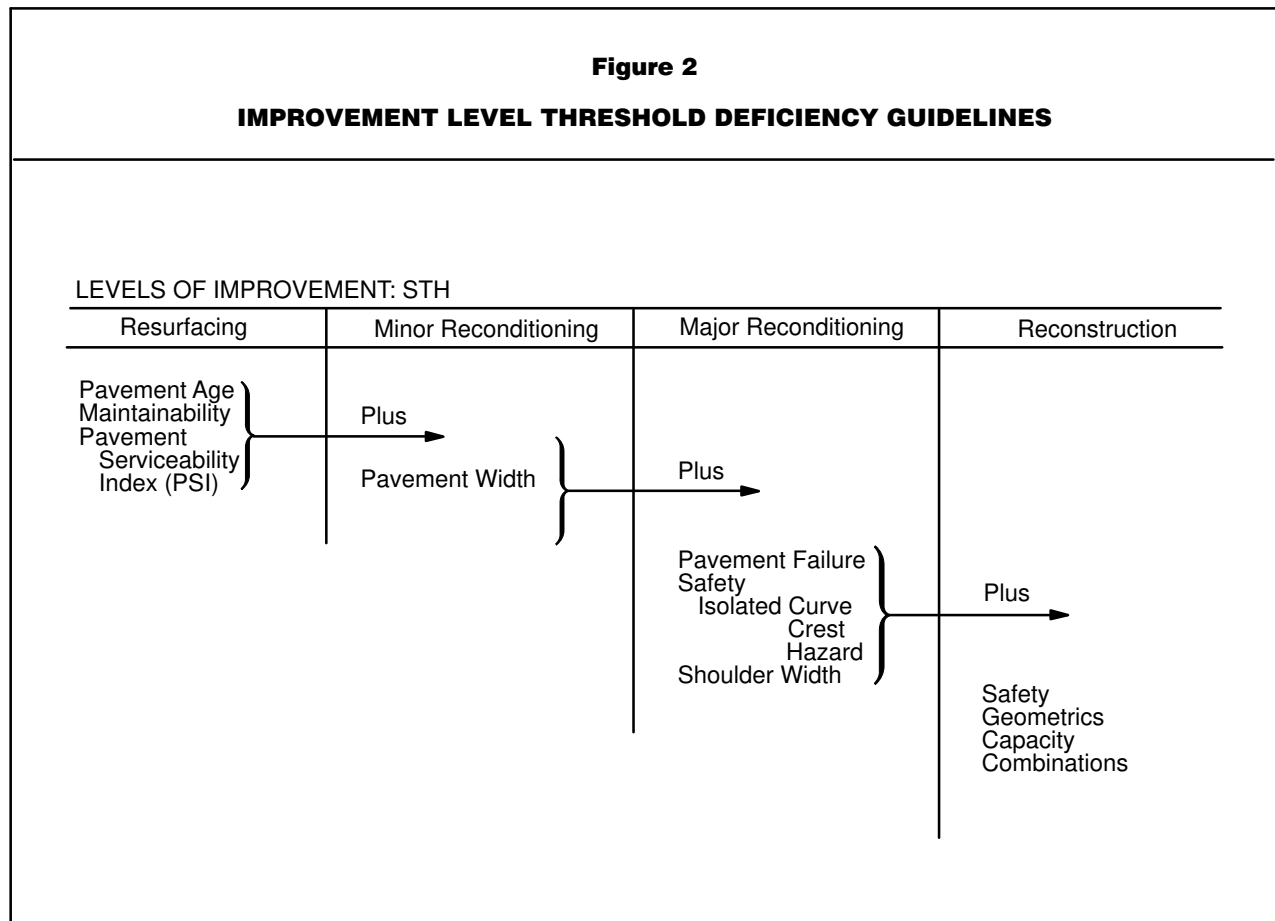 Figure 2
IMPROVEMENT LEVEL THRESHOLD DEFICIENCY GUIDELINES
LEVELS OF IMPROVEMENT: STH
Resurfacing
Minor Reconditioning
Major Reconditioning
Reconstruction
Pavement Age
Maintainability
Pavement
Serviceability
Index (PSI)
Plus
Pavement Width
Plus
Pavement Failure
Safety
Isolated Curve
Crest
Hazard
Shoulder Width
Plus
Safety
Geometrics
Capacity
Combinations